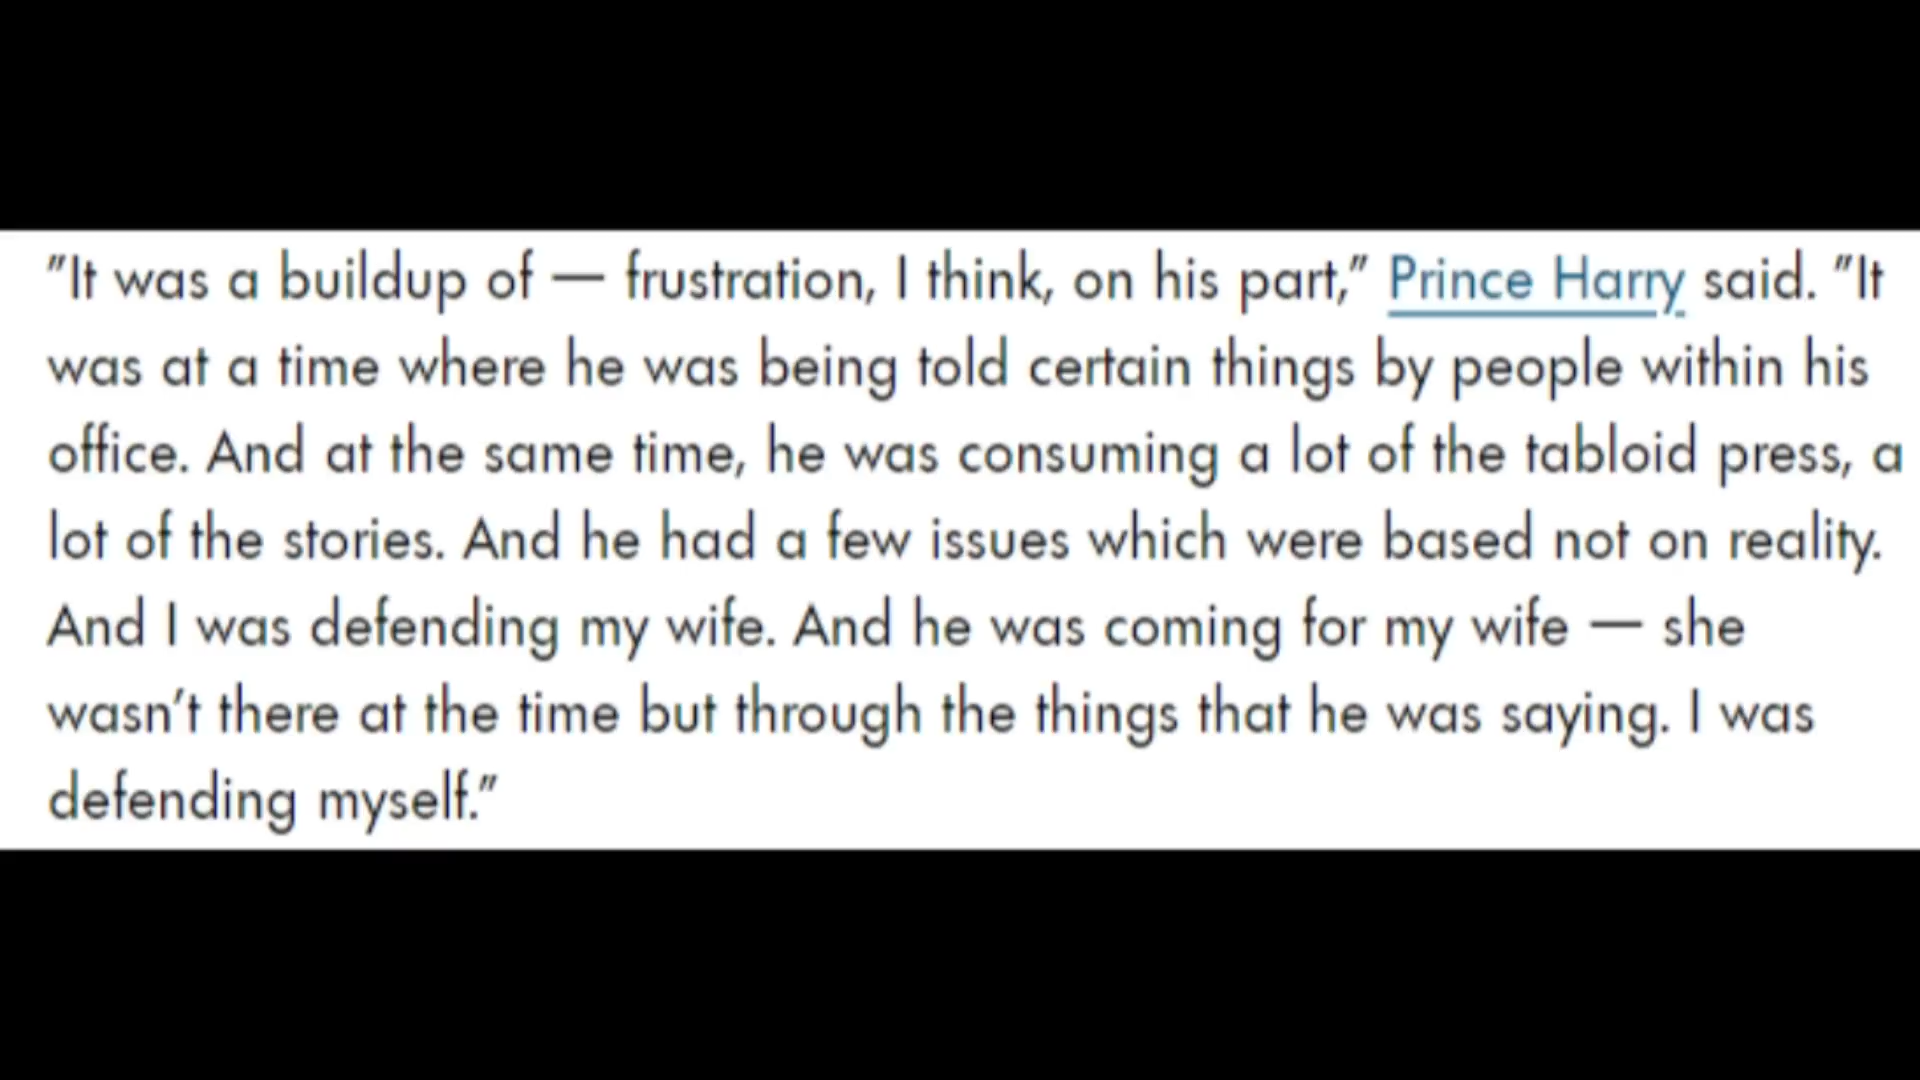 "It was a buildup of — frustration, I think, on his part," Prince Harry said. "It
was at a time where he was being told certain things by people within his
office. And at the same time, he was consuming a lot of the tabloid press, a
lot of the stories. And he had a few issues which were based not on reality.
And I was defending my wife. And he was coming for my wife — she
wasn't there at the time but through the things that he was saying. I was
defending myself."